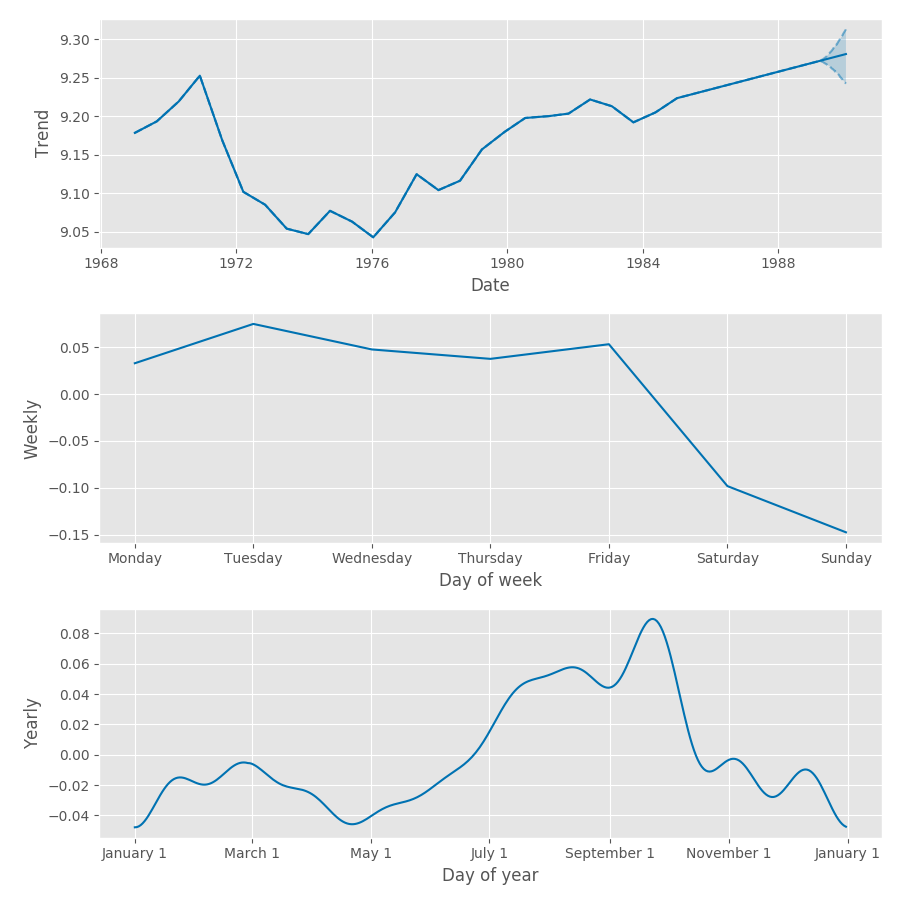 9.30
9.25
9.20
9.15
9.10
9.05
Trend
1968 1972 1976 1980 1984 1988
Date
0.05
0.00
−0.05
−0.10
−0.15
Weekly
Monday Tuesday Wednesday Thursday Friday Saturday Sunday
Day of week
0.08
0.06
0.04
0.02
0.00
−0.02
−0.04
Yearly
January 1 March 1 May 1 July 1 September 1 November 1 January 1
Day of year